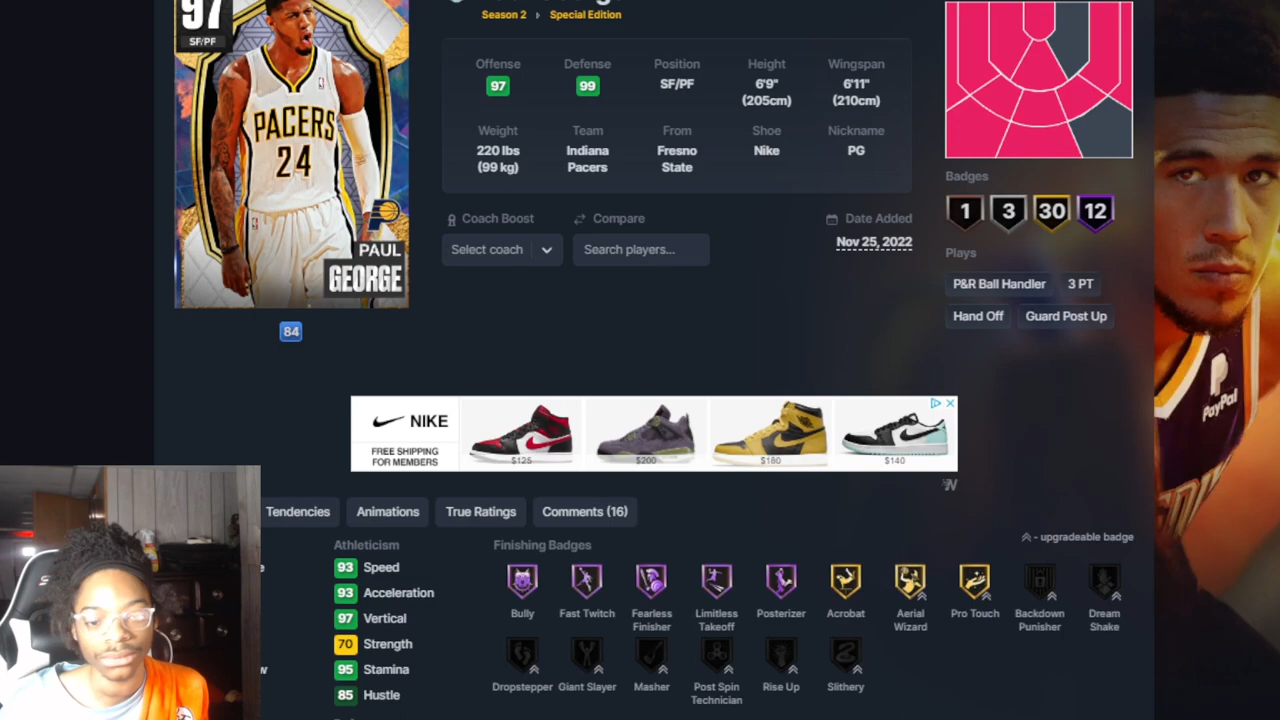 97
SF/PF
PACERS
24
PAUL
GEORGE
84
Season 2 › Special Edition
Offense Defense Position Height Wingspan
97 99 SF/PF 6'9" 6'11"
(205cm) (210cm)
Weight Team From Shoe Nickname
220 lbs Indiana Fresno Nike PG
(99 kg) Pacers State
Coach Boost Compare Date Added
Select coach Search players... Nov 25, 2022
Badges
1 3 30 12
Plays
P&R Ball Handler 3 PT
Hand Off Guard Post Up
PayPal
NIKE
FREE SHIPPING
FOR MEMBERS
$125 $200 $180 $140
Tendencies Animations True Ratings Comments (16)
- upgradeable badge
Athleticism
93 Speed
93 Acceleration
97 Vertical
70 Strength
95 Stamina
85 Hustle
Finishing Badges
Bully Fast Twitch Fearless Limitless Posterizer Acrobat Aerial Pro Touch Backdown Dream
Finisher Takeoff Wizard Punisher Shake
Dropstepper Giant Slayer Masher Post Spin Rise Up Slithery
Technician